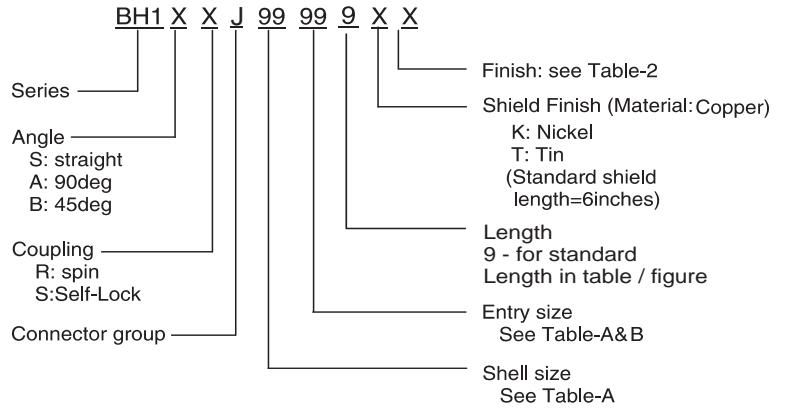 BH1 X X J 99 99 9 X X
Series
Angle
S: straight
A: 90deg
B: 45deg
Coupling
R: spin
S:Self-Lock
Connector group
Finish: see Table-2
Shield Finish (Material:Copper)
K: Nickel
T: Tin
(Standard shield
length=6inches)
Length
9 - for standard
Length in table / figure
Entry size
See Table-A&B
Shell size
See Table-A